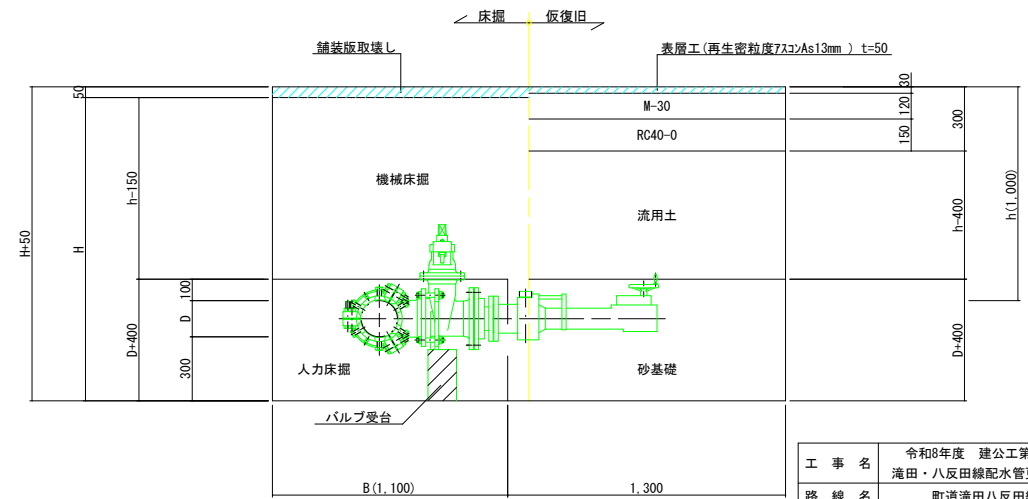 床掘 仮復旧
舗装版取壊し
表層工(再生密粒度アスコンAs13mm ) t=50
50
30
M-30
120
RC40-0
150
300
機械床掘
流用土
h-150
h-400
h(1,000)
H
H+50
100
D
300
D+400
D+400
人力床掘
砂基礎
バルブ受台
B(1,100)
1,300
工 事 名
令和8年度 建公工第
滝田・八反田線配水管
路 線 名
町道滝田八反田